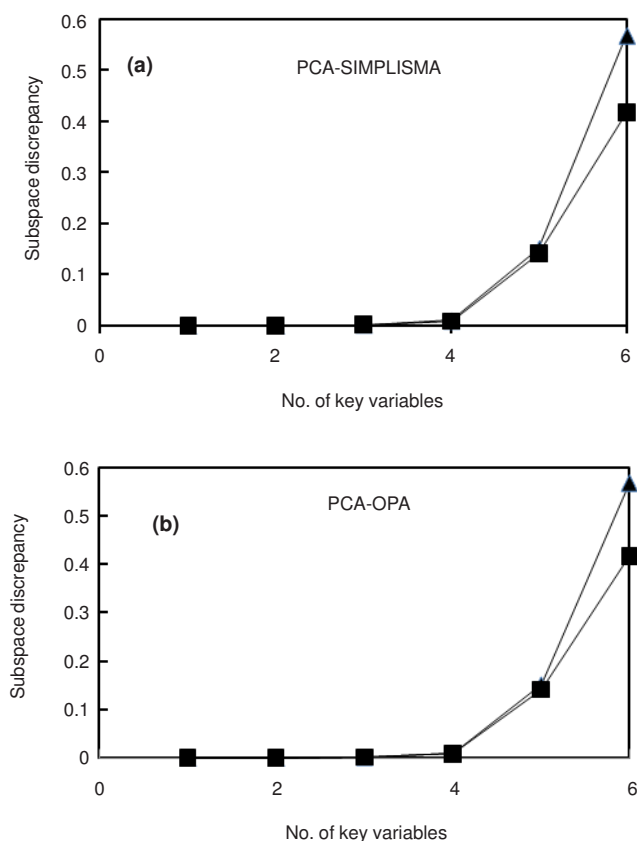 0.6
(a)
PCA-SIMPLISMA
0.5
0.4
0.3
0.2
0.1
0
Subspace discrepancy
0 2 4 6
No. of key variables
0.6
(b)
PCA-OPA
0.5
0.4
0.3
0.2
0.1
0
Subspace discrepancy
0 2 4 6
No. of key variables